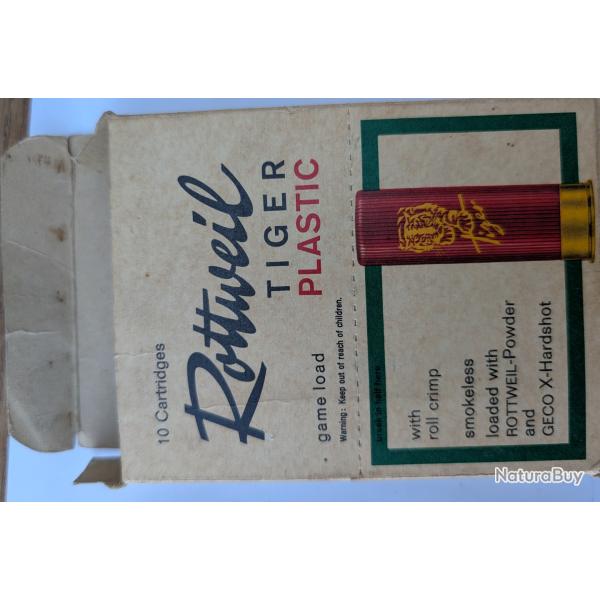 10 Cartridges
Rottweil
TIGER
PLASTIC
game load
Warning: Keep out of reach of children.
Tiger
with
roll crimp
smokeless
loaded with
ROTTWEIL-Powder
and
GECO X-Hardshot
NaturaBuy